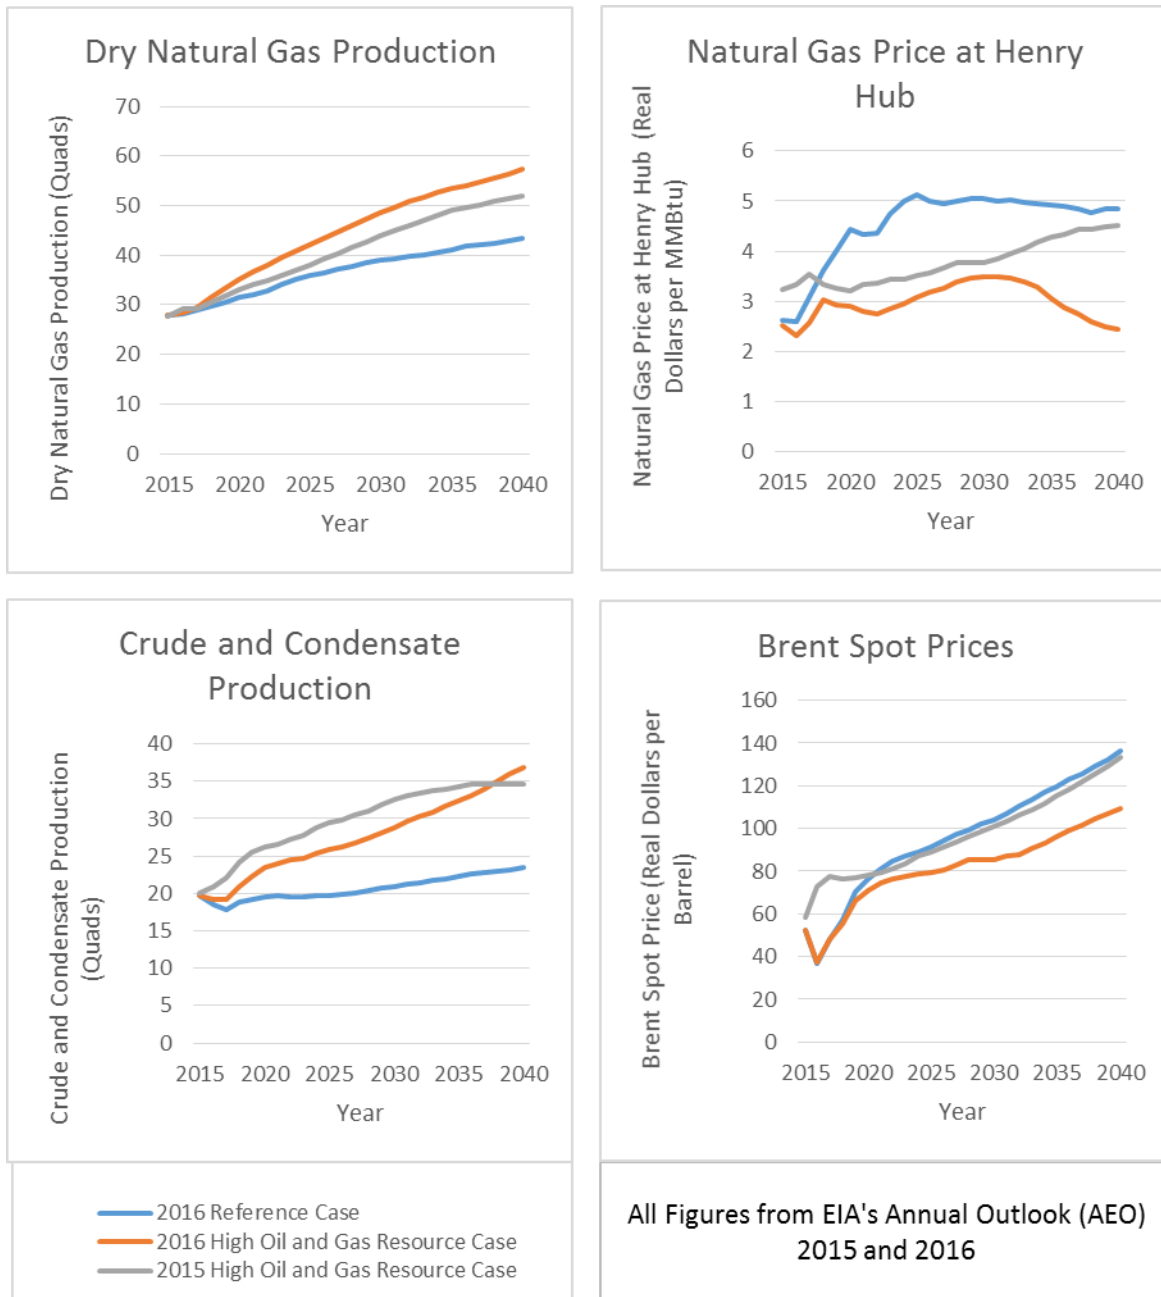 Dry Natural Gas Production
Dry Natural Gas Production (Quads)
70
60
50
40
30
20
10
0
2015 2020 2025 2030 2035 2040
Year
Natural Gas Price at Henry
Hub
Natural Gas Price at Henry Hub (Real
Dollars per MMBtu)
6
5
4
3
2
1
0
2015 2020 2025 2030 2035 2040
Year
Crude and Condensate
Production
Crude and Condensate Production
(Quads)
40
35
30
25
20
15
10
5
0
2015 2020 2025 2030 2035 2040
Year
Brent Spot Prices
Brent Spot Price (Real Dollars per
Barrel)
160
140
120
100
80
60
40
20
0
2015 2020 2025 2030 2035 2040
Year
2016 Reference Case
2016 High Oil and Gas Resource Case
2015 High Oil and Gas Resource Case
All Figures from EIA's Annual Outlook (AEO)
2015 and 2016